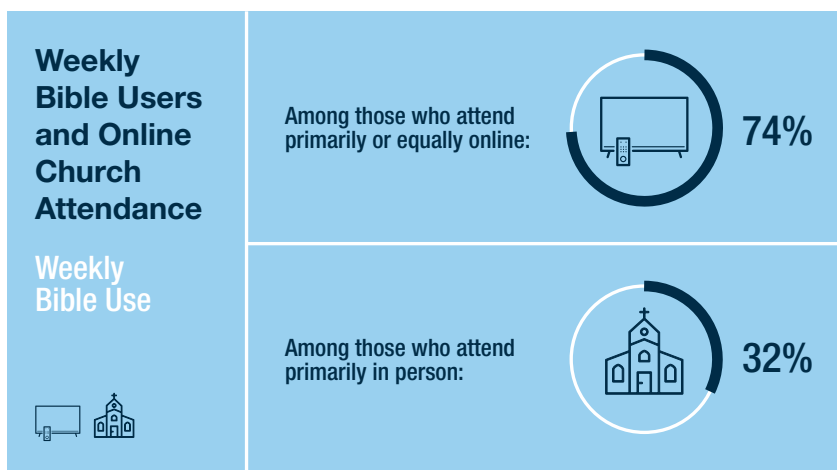 Weekly
Bible Users
and Online
Church
Attendance
Weekly
Bible Use
Among those who attend
primarily or equally online:
74%
Among those who attend
primarily in person:
32%